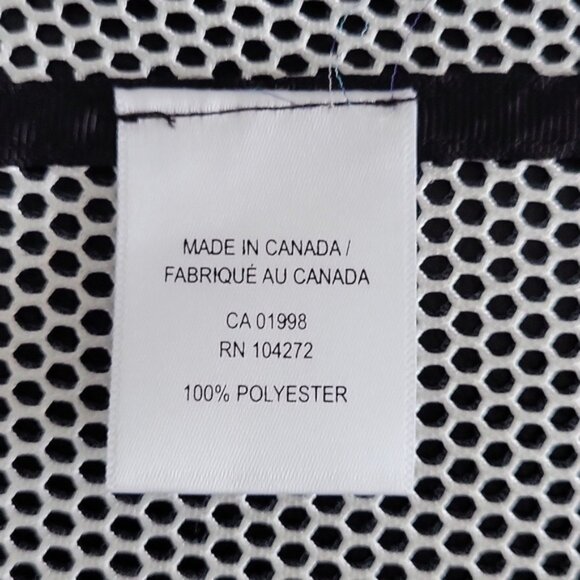 MADE IN CANADA /
FABRIQUÉ AU CANADA
CA 01998
RN 104272
100% POLYESTER